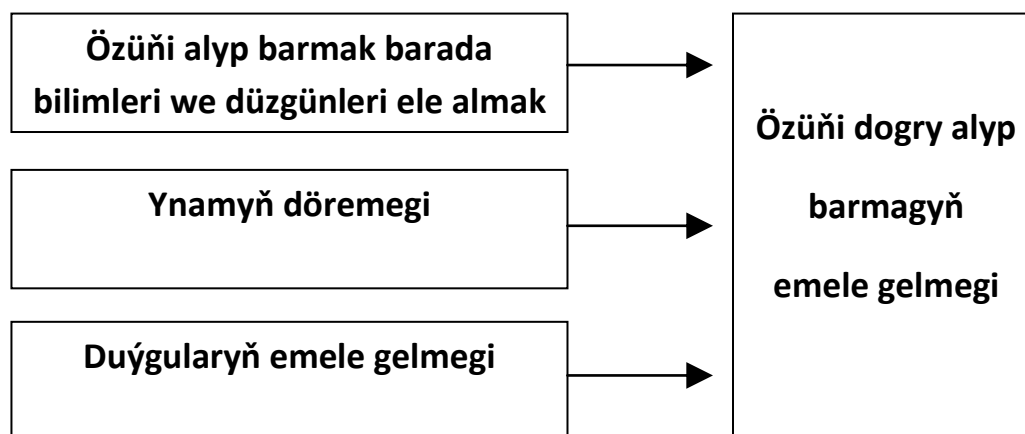 Özüňi alyp barmak barada
bilimleri we düzgünleri ele almak
Ynamyň döremegi
Duýgularyň emele gelmegi
Özüňi dogry alyp
barmagyň
emele gelmegi